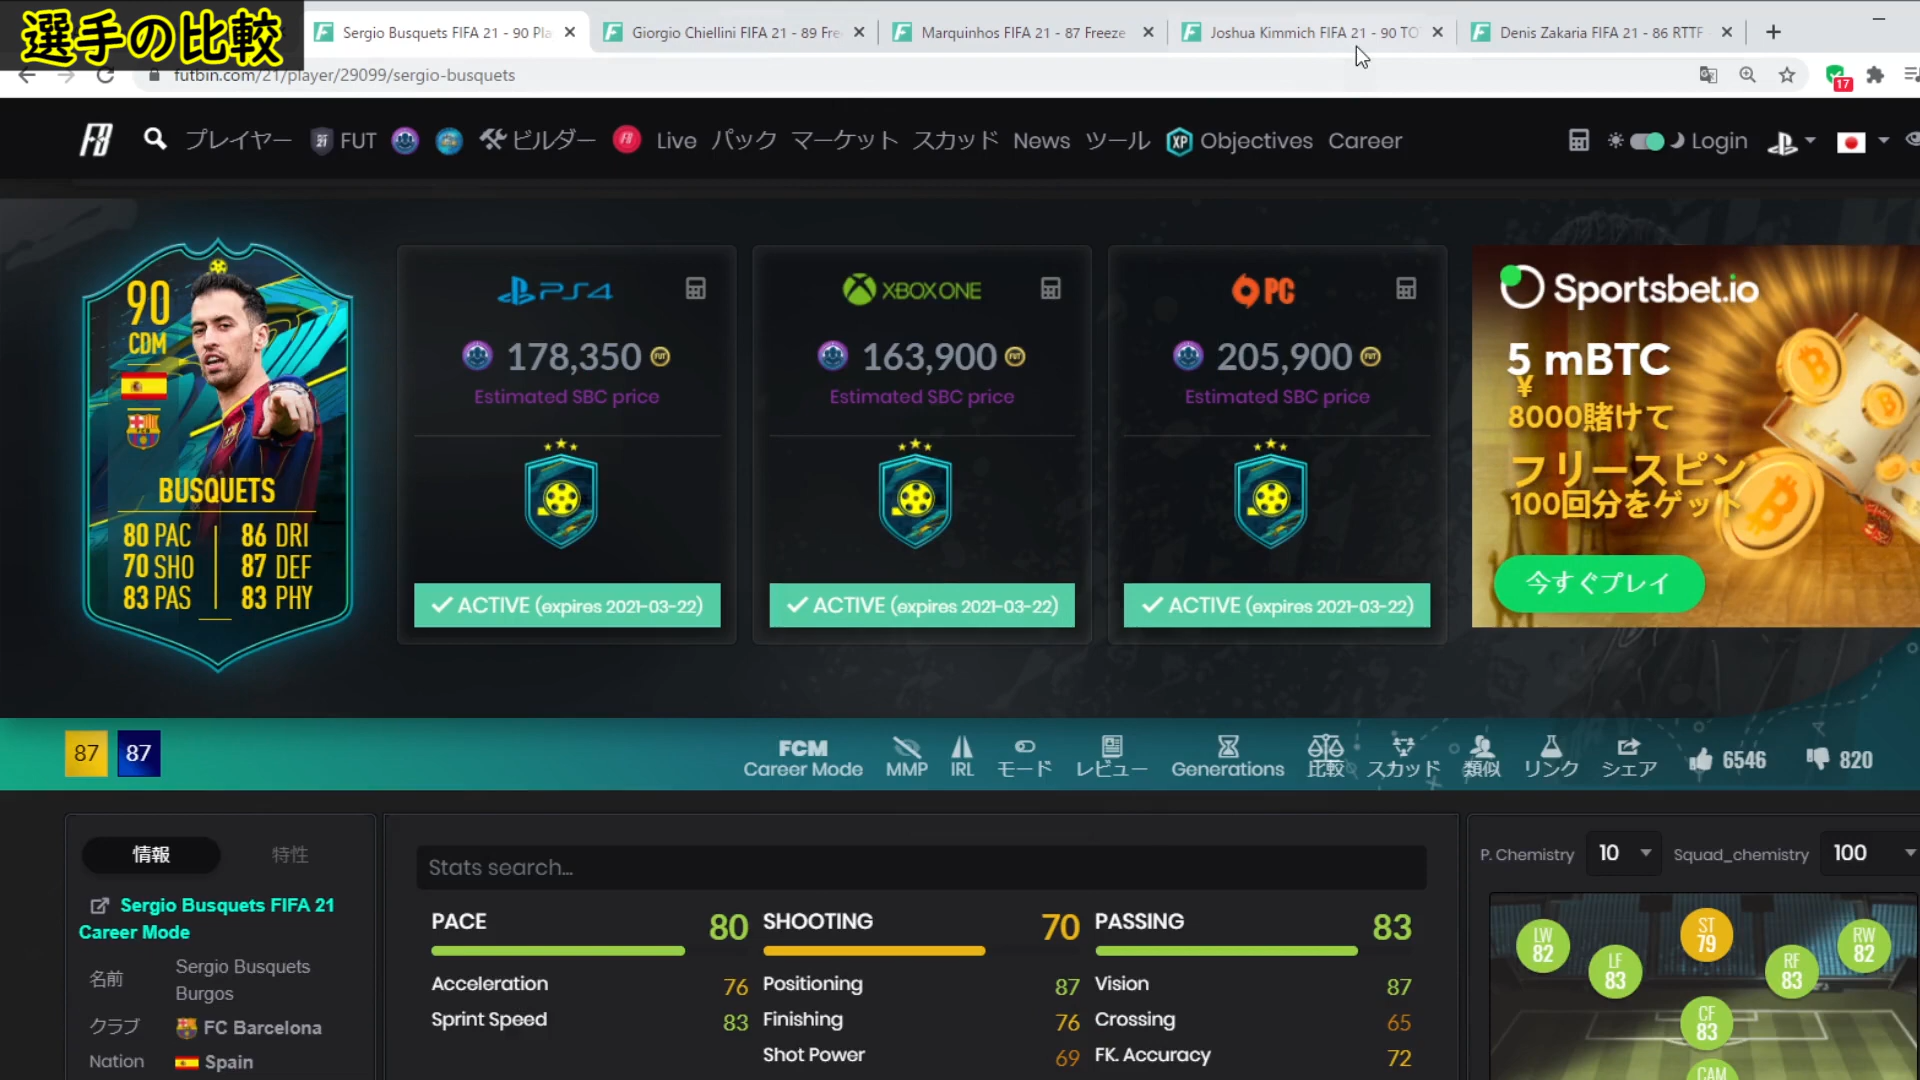 選手の比較
Sergio Busquets FIFA 21 - 90 Pla
Giorgio Chiellini FIFA 21 - 89 Fre
Marquinhos FIFA 21 - 87 Freeze
Joshua Kimmich FIFA 21 - 90 TO
Denis Zakaria FIFA 21 - 86 RTTF
futbin.com/21/player/29099/sergio-busquets
17
プレイヤー
21 FUT
ビルダー
Live
パック
マーケット
スカッド
News
ツール
XP Objectives
Career
Login
90
CDM
BUSQUETS
80 PAC 86 DRI
70 SHO 87 DEF
83 PAS 83 PHY
PS4
178,350
Estimated SBC price
ACTIVE (expires 2021-03-22)
XBOX ONE
163,900
Estimated SBC price
ACTIVE (expires 2021-03-22)
PC
205,900
Estimated SBC price
ACTIVE (expires 2021-03-22)
Sportsbet.io
5 mBTC
¥
8000賭けて
フリースピン
100回分をゲット
今すぐプレイ
87 87
FCM
Career Mode
MMP
IRL
モード
レビュー
Generations
比較
スカッド
類似
リンク
シェア
6546
820
情報
特性
Sergio Busquets FIFA 21
Career Mode
名前 Sergio Busquets
Burgos
クラブ FC Barcelona
Nation Spain
Stats search...
PACE 80
Acceleration 76
Sprint Speed 83
SHOOTING 70
Positioning 87
Finishing 76
Shot Power 69
PASSING 83
Vision 87
Crossing 65
FK. Accuracy 72
P. Chemistry 10
Squad_chemistry 100
LW
82
LF
83
ST
79
RF
83
RW
82
CF
83
CAM